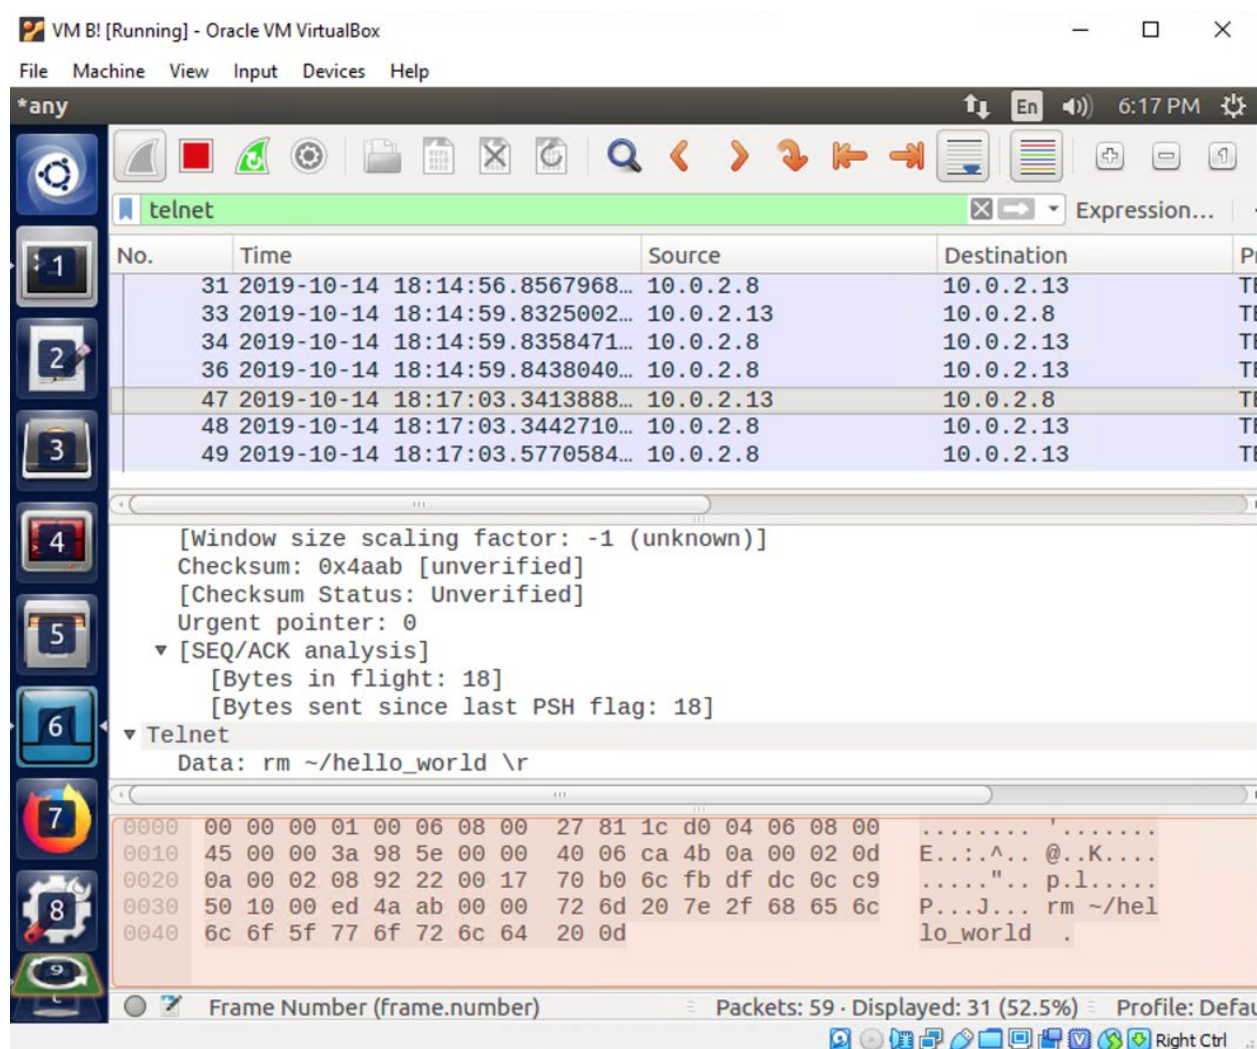 VM B! [Running] - Oracle VM VirtualBox
File Machine View Input Devices Help
*any
En
6:17 PM
telnet
Expression...
No. Time Source Destination
31 2019-10-14 18:14:56.8567968… 10.0.2.8 10.0.2.13
33 2019-10-14 18:14:59.8325002… 10.0.2.13 10.0.2.8
34 2019-10-14 18:14:59.8358471… 10.0.2.8 10.0.2.13
36 2019-10-14 18:14:59.8438040… 10.0.2.8 10.0.2.13
47 2019-10-14 18:17:03.3413888… 10.0.2.13 10.0.2.8
48 2019-10-14 18:17:03.3442710… 10.0.2.8 10.0.2.13
49 2019-10-14 18:17:03.5770584… 10.0.2.8 10.0.2.13
[Window size scaling factor: -1 (unknown)]
Checksum: 0x4aab [unverified]
[Checksum Status: Unverified]
Urgent pointer: 0
[SEQ/ACK analysis]
[Bytes in flight: 18]
[Bytes sent since last PSH flag: 18]
Telnet
Data: rm ~/hello_world \r
0000 00 00 00 01 00 06 08 00 27 81 1c d0 04 06 08 00 ........ '.......
0010 45 00 00 3a 98 5e 00 00 40 06 ca 4b 0a 00 02 0d E..:.^.. @..K....
0020 0a 00 02 08 92 22 00 17 70 b0 6c fb df dc 0c c9 .....".. p.l.....
0030 50 10 00 ed 4a ab 00 00 72 6d 20 7e 2f 68 65 6c P...J... rm ~/hel
0040 6c 6f 5f 77 6f 72 6c 64 20 0d lo_world .
Frame Number (frame.number) Packets: 59 · Displayed: 31 (52.5%) Profile:
Right Ctrl
1
2
3
4
5
6
7
8
9